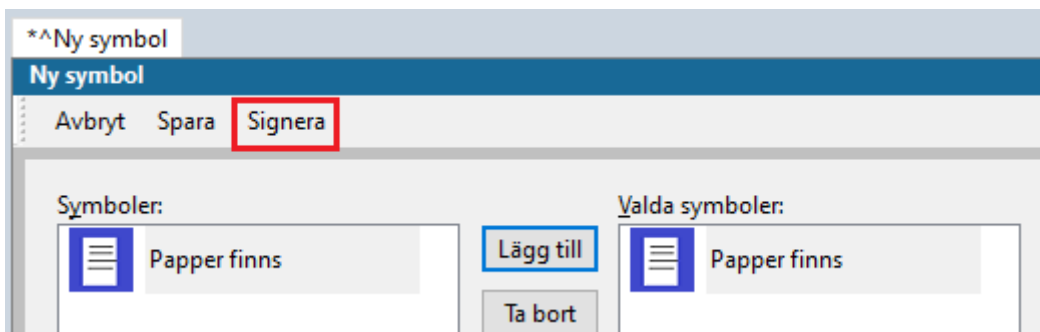 *^Ny symbol
Ny symbol
Avbryt Spara Signera
Symboler: Valda symboler:
Papper finns Lägg till Papper finns
Ta bort